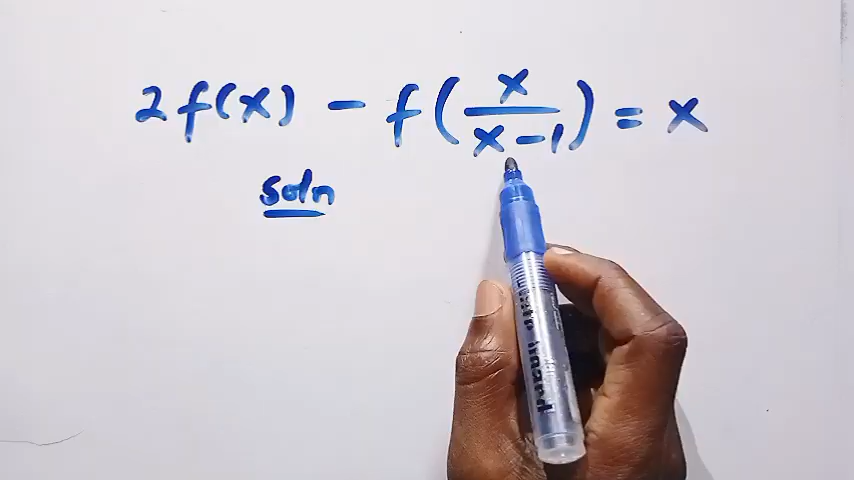 2f(x) - f(x/(x-1)) = x
soln